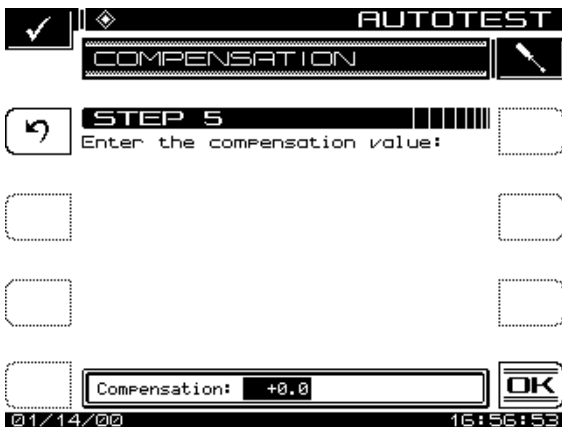 AUTOTEST
COMPENSATION
STEP 5
Enter the compensation value:
Compensation: +0.0
OK
01/14/00 16:56:53